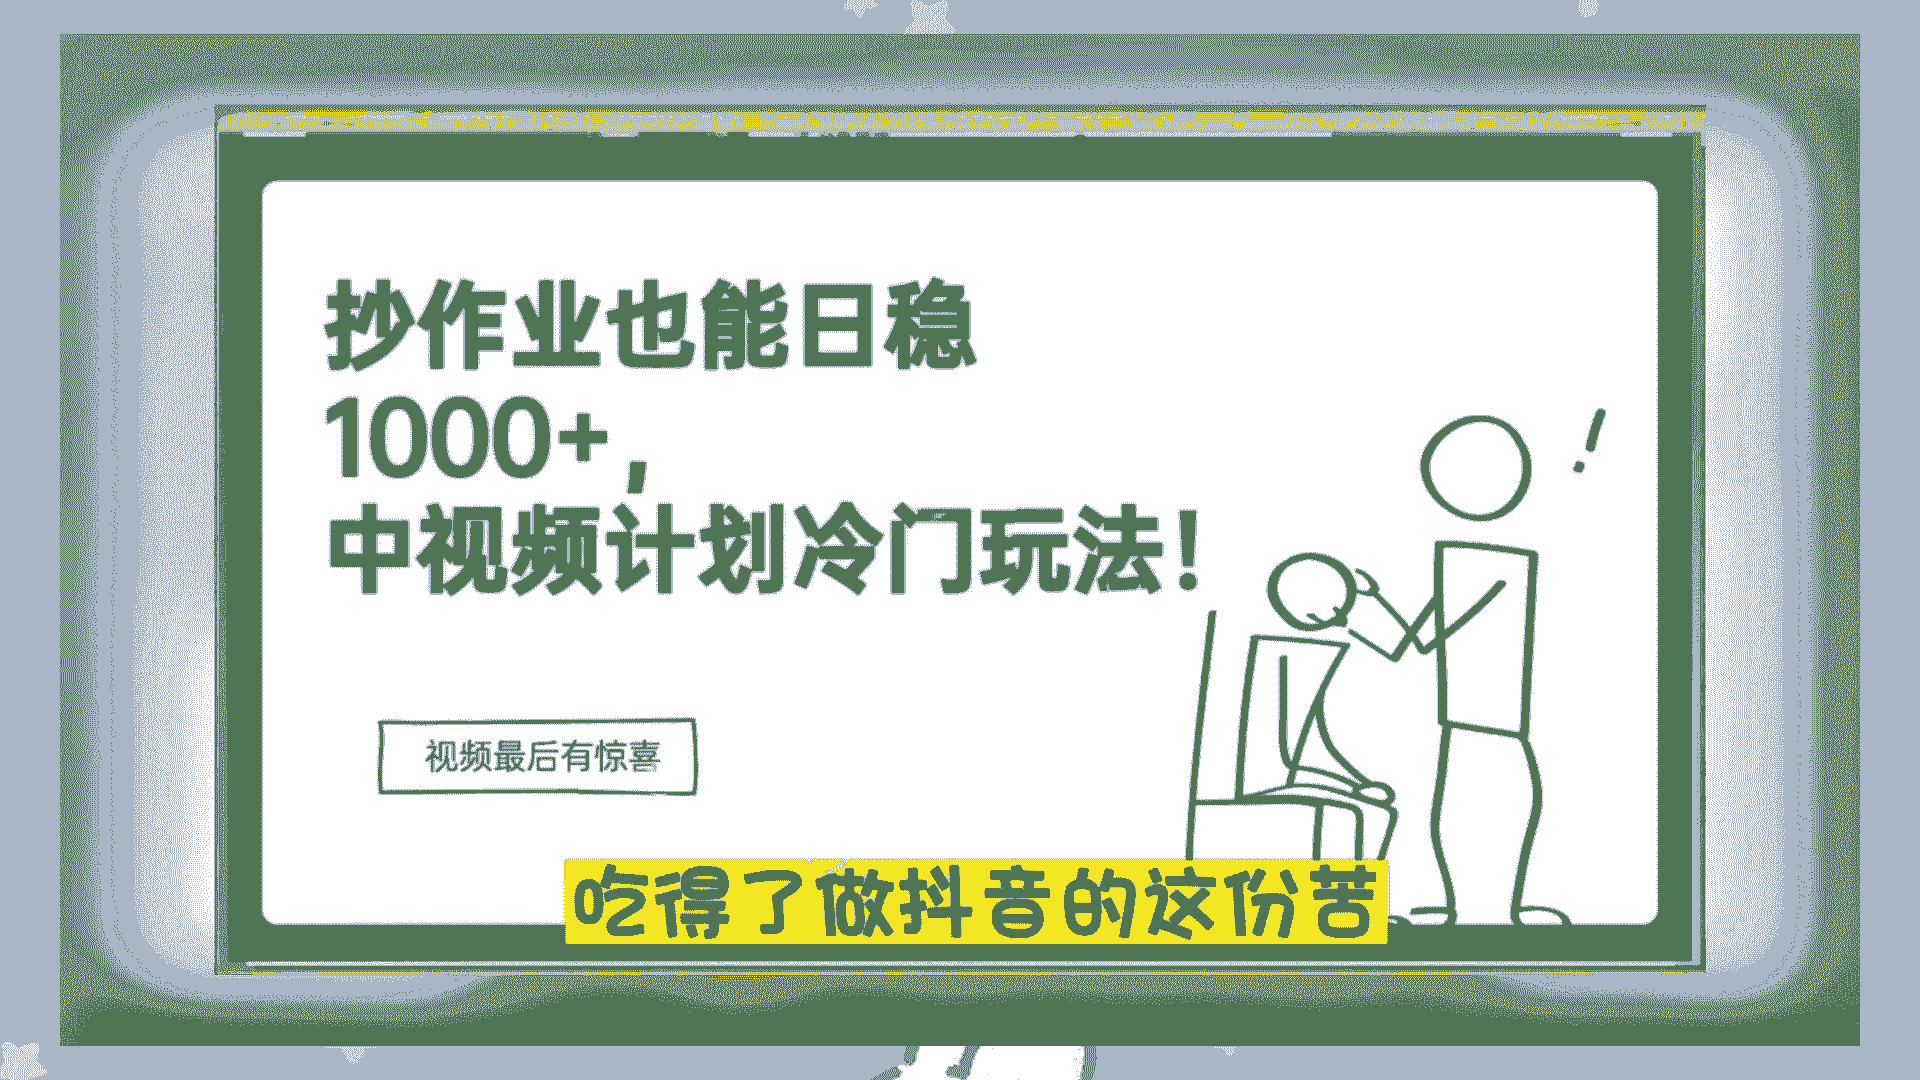 抄作业也能日稳
1000+，
中视频计划冷门玩法！
视频最后有惊喜
吃得了做抖音的这份苦